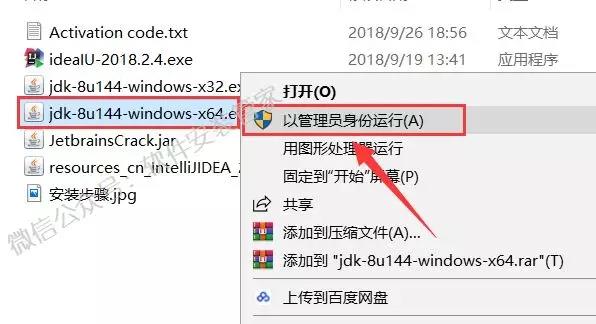 Activation code.txt 2018/9/26 18:56 文本文档
ideaIU-2018.2.4.exe 2018/9/19 13:41 应用程序
jdk-8u144-windows-x32.ex
jdk-8u144-windows-x64.e
JetbrainsCrack.jar
resources_cn_IntelliJIDEA_2
安装步骤.jpg
打开(O)
以管理员身份运行(A)
用图形处理器运行
固定到“开始”屏幕(P)
共享
添加到压缩文件(A)...
添加到 "jdk-8u144-windows-x64.rar"(T)
上传到百度网盘
微信公众号：软件安装管家